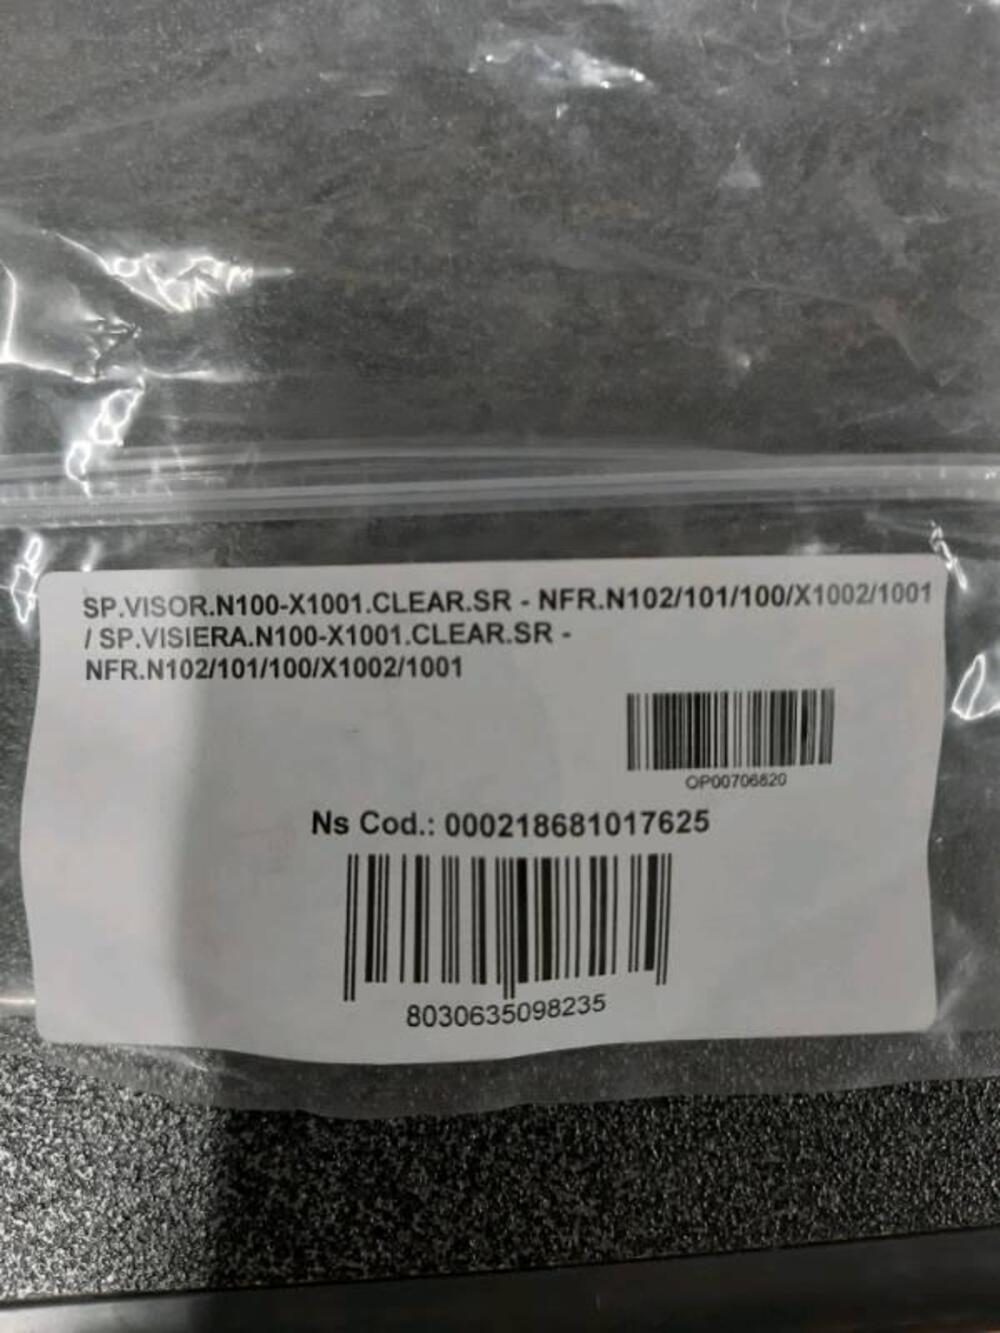 SP.VISOR.N100-X1001.CLEAR.SR - NFR.N102/101/100/X1002/1001
/ SP.VISIERA.N100-X1001.CLEAR.SR -
NFR.N102/101/100/X1002/1001
OP00706820
Ns Cod.: 000218681017625
8030635098235